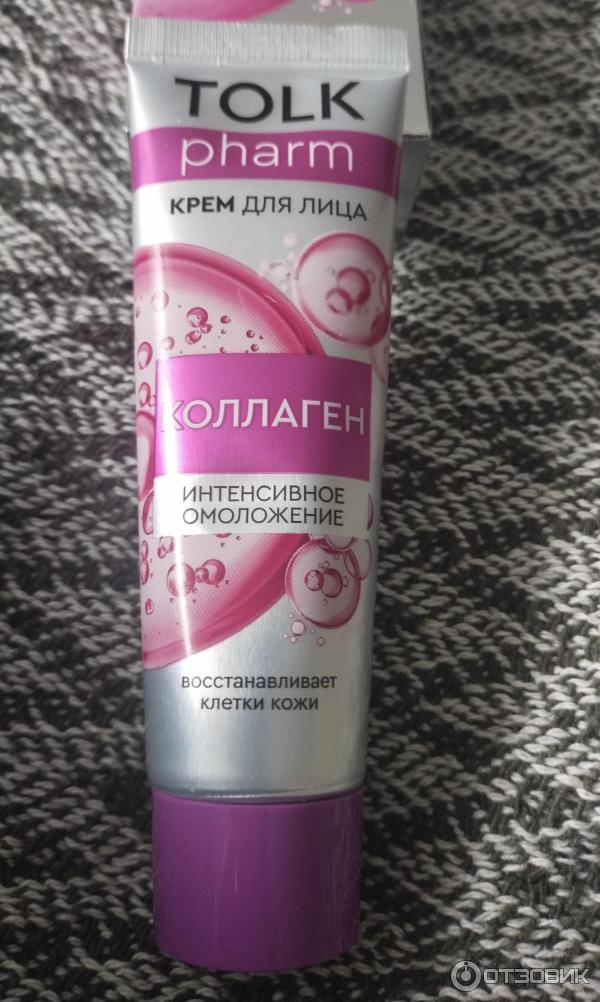 TOLK
pharm
КРЕМ ДЛЯ ЛИЦА
КОЛЛАГЕН
ИНТЕНСИВНОЕ
ОМОЛОЖЕНИЕ
восстанавливает
клетки кожи
ОТЗОВИК